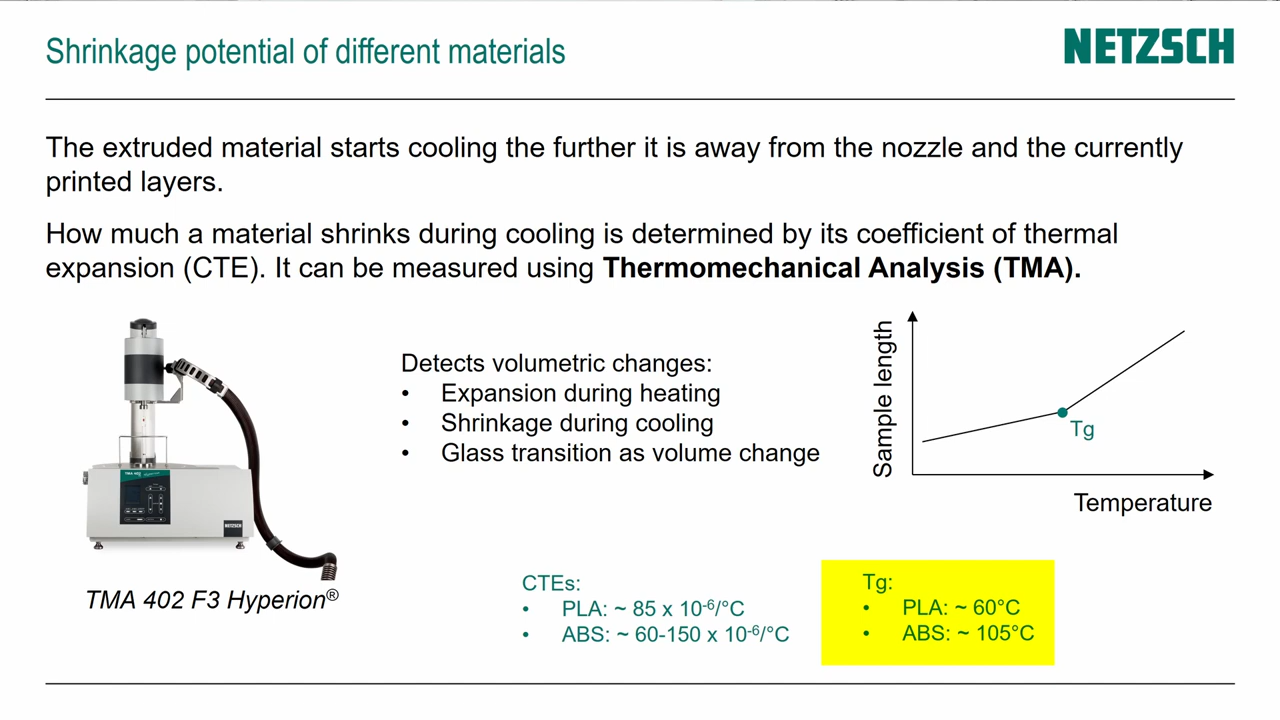 Shrinkage potential of different materials
NETZSCH
The extruded material starts cooling the further it is away from the nozzle and the currently
printed layers.
How much a material shrinks during cooling is determined by its coefficient of thermal
expansion (CTE). It can be measured using Thermomechanical Analysis (TMA).
Detects volumetric changes:
• Expansion during heating
• Shrinkage during cooling
• Glass transition as volume change
Sample length
Tg
Temperature
TMA 402
NETZSCH
TMA 402 F3 Hyperion®
CTEs:
• PLA: ~ 85 x 10⁻⁶/°C
• ABS: ~ 60-150 x 10⁻⁶/°C
Tg:
• PLA: ~ 60°C
• ABS: ~ 105°C